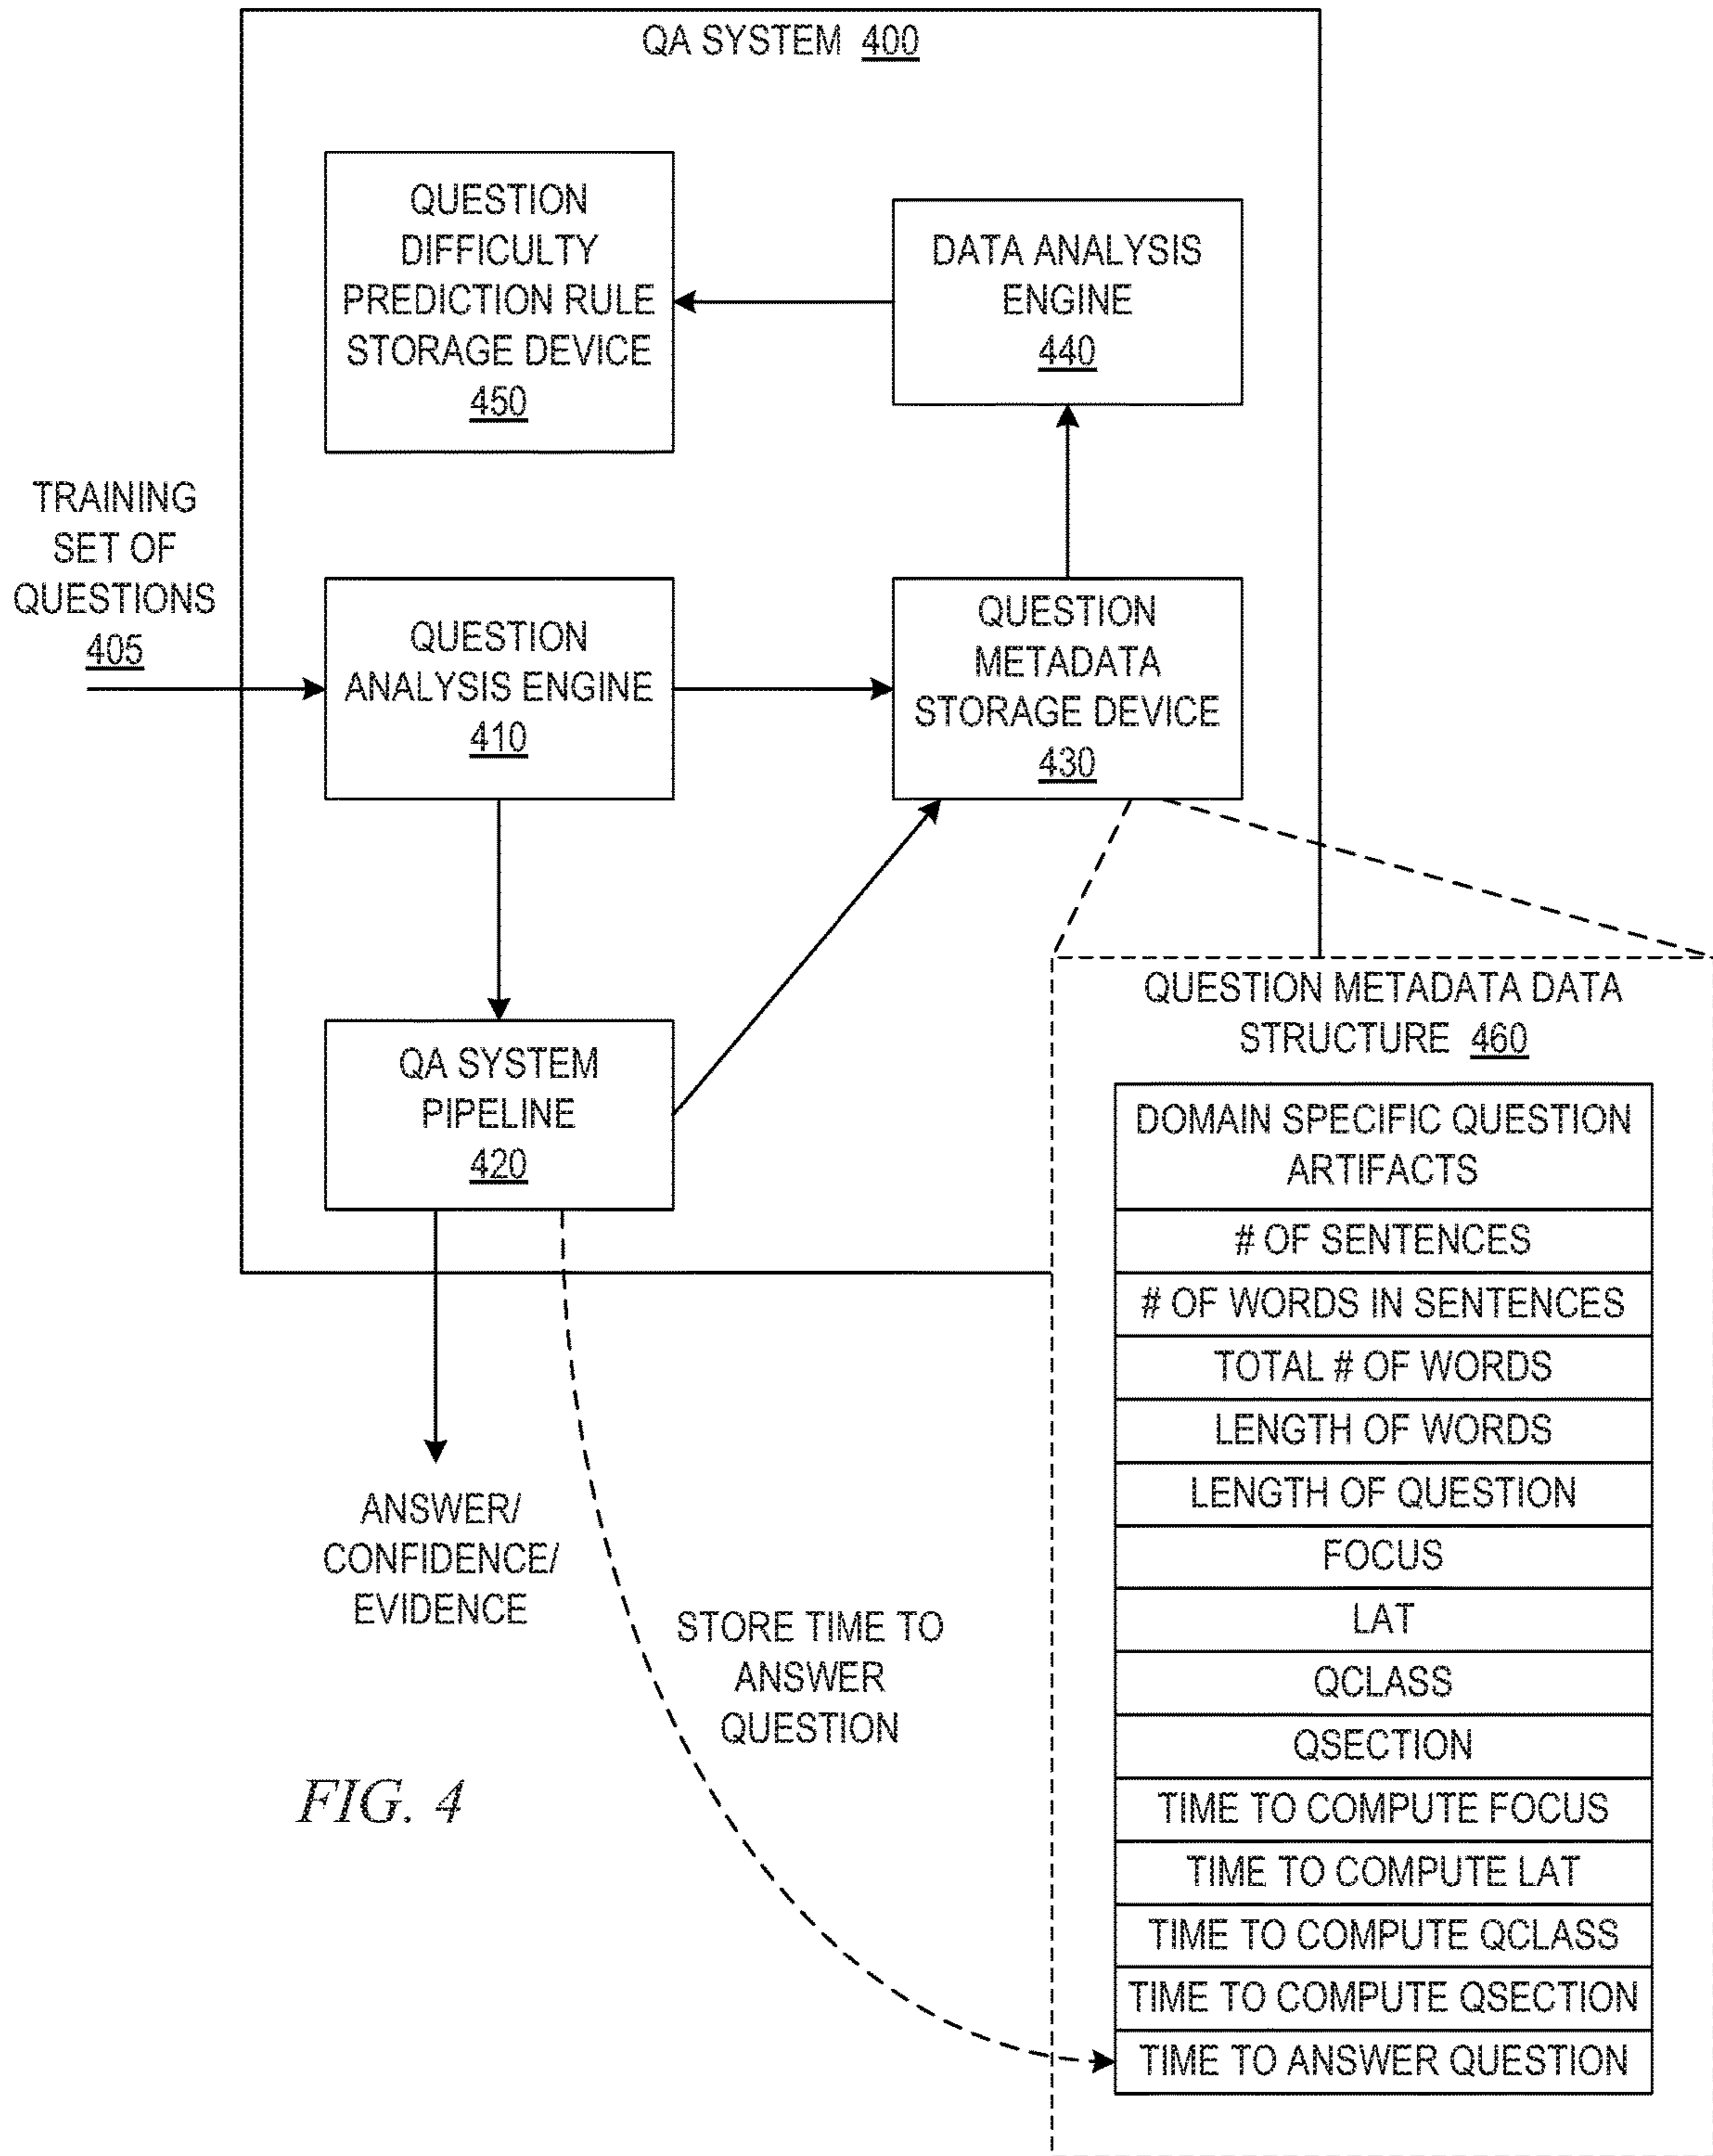 QA SYSTEM 400
QUESTION
DIFFICULTY
PREDICTION RULE
STORAGE DEVICE
450
DATA ANALYSIS
ENGINE
440
TRAINING
SET OF
QUESTIONS
405
QUESTION
ANALYSIS ENGINE
410
QUESTION
METADATA
STORAGE DEVICE
430
QA SYSTEM
PIPELINE
420
QUESTION METADATA DATA
STRUCTURE 460
DOMAIN SPECIFIC QUESTION
ARTIFACTS
# OF SENTENCES
# OF WORDS IN SENTENCES
TOTAL # OF WORDS
LENGTH OF WORDS
LENGTH OF QUESTION
FOCUS
LAT
QCLASS
QSECTION
TIME TO COMPUTE FOCUS
TIME TO COMPUTE LAT
TIME TO COMPUTE QCLASS
TIME TO COMPUTE QSECTION
TIME TO ANSWER QUESTION
ANSWER/
CONFIDENCE/
EVIDENCE
STORE TIME TO
ANSWER
QUESTION
FIG. 4